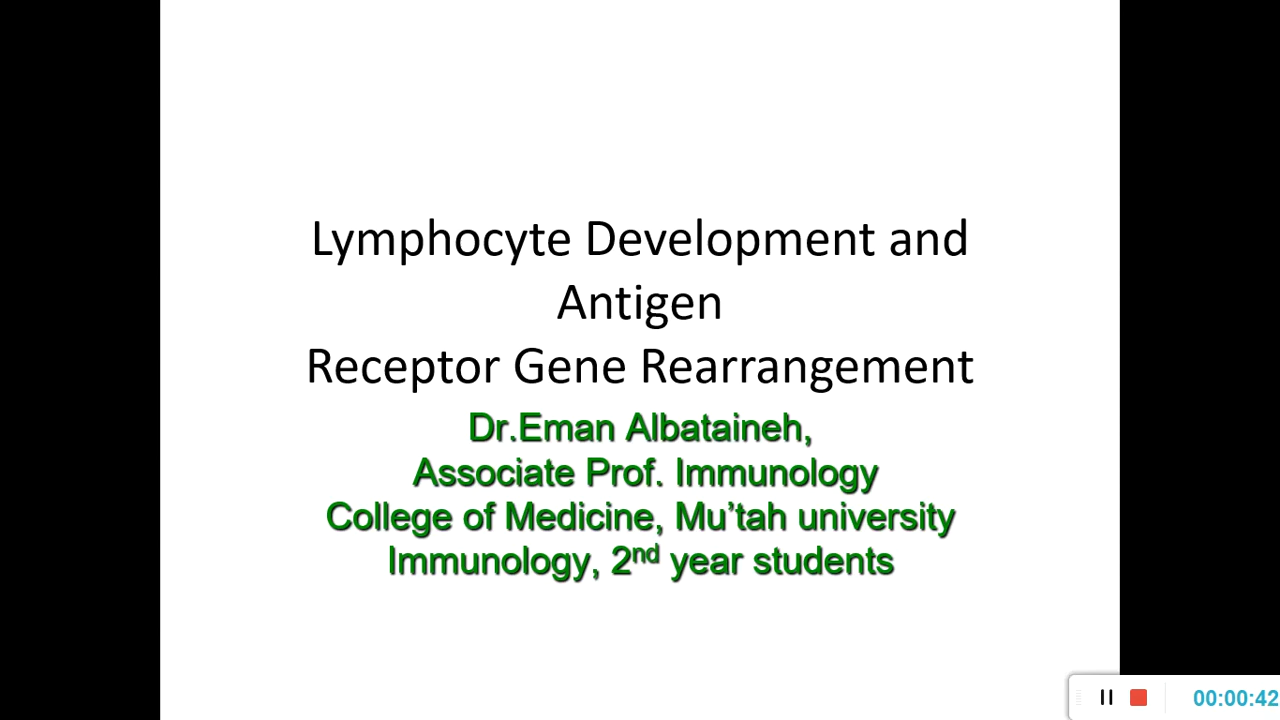 Lymphocyte Development and
Antigen
Receptor Gene Rearrangement
Dr.Eman Albataineh,
Associate Prof. Immunology
College of Medicine, Mu’tah university
Immunology, 2nd year students
00:00:42